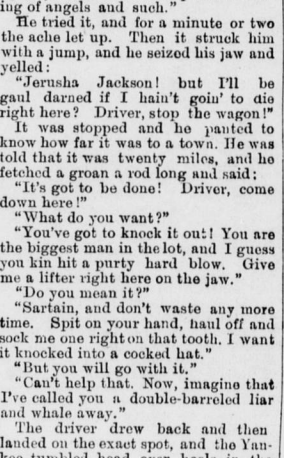 ing of angels and such."
He tried it, and for a minute or two
the ache let up. Then it struck him
with a jump, and he seized his jaw and
yelled:
"Jerusha Jackson! but I'll be
gaul darned if I hain't goin' to die
right here? Driver, stop the wagon!"
It was stopped and he panted to
know how far it was to a town. He was
told that it was twenty miles, and he
fetched a groan a rod long and said:
"It's got to be done! Driver, come
down here!"
"What do you want?"
"You've got to knock it out! You are
the biggest man in the lot, and I guess
you kin hit a purty hard blow. Give
me a lifter right here on the jaw."
"Do you mean it?"
"Sartain, and don't waste any more
time. Spit on your hand, haul off and
sock me one right on that tooth. I want
it knocked into a cocked hat."
"But you will go with it."
"Can't help that. Now, imagine that
I've called you a double-barreled liar
and whale away."
The driver drew back and then
landed on the exact spot, and the Yan-
kee tumbled head over heels in the